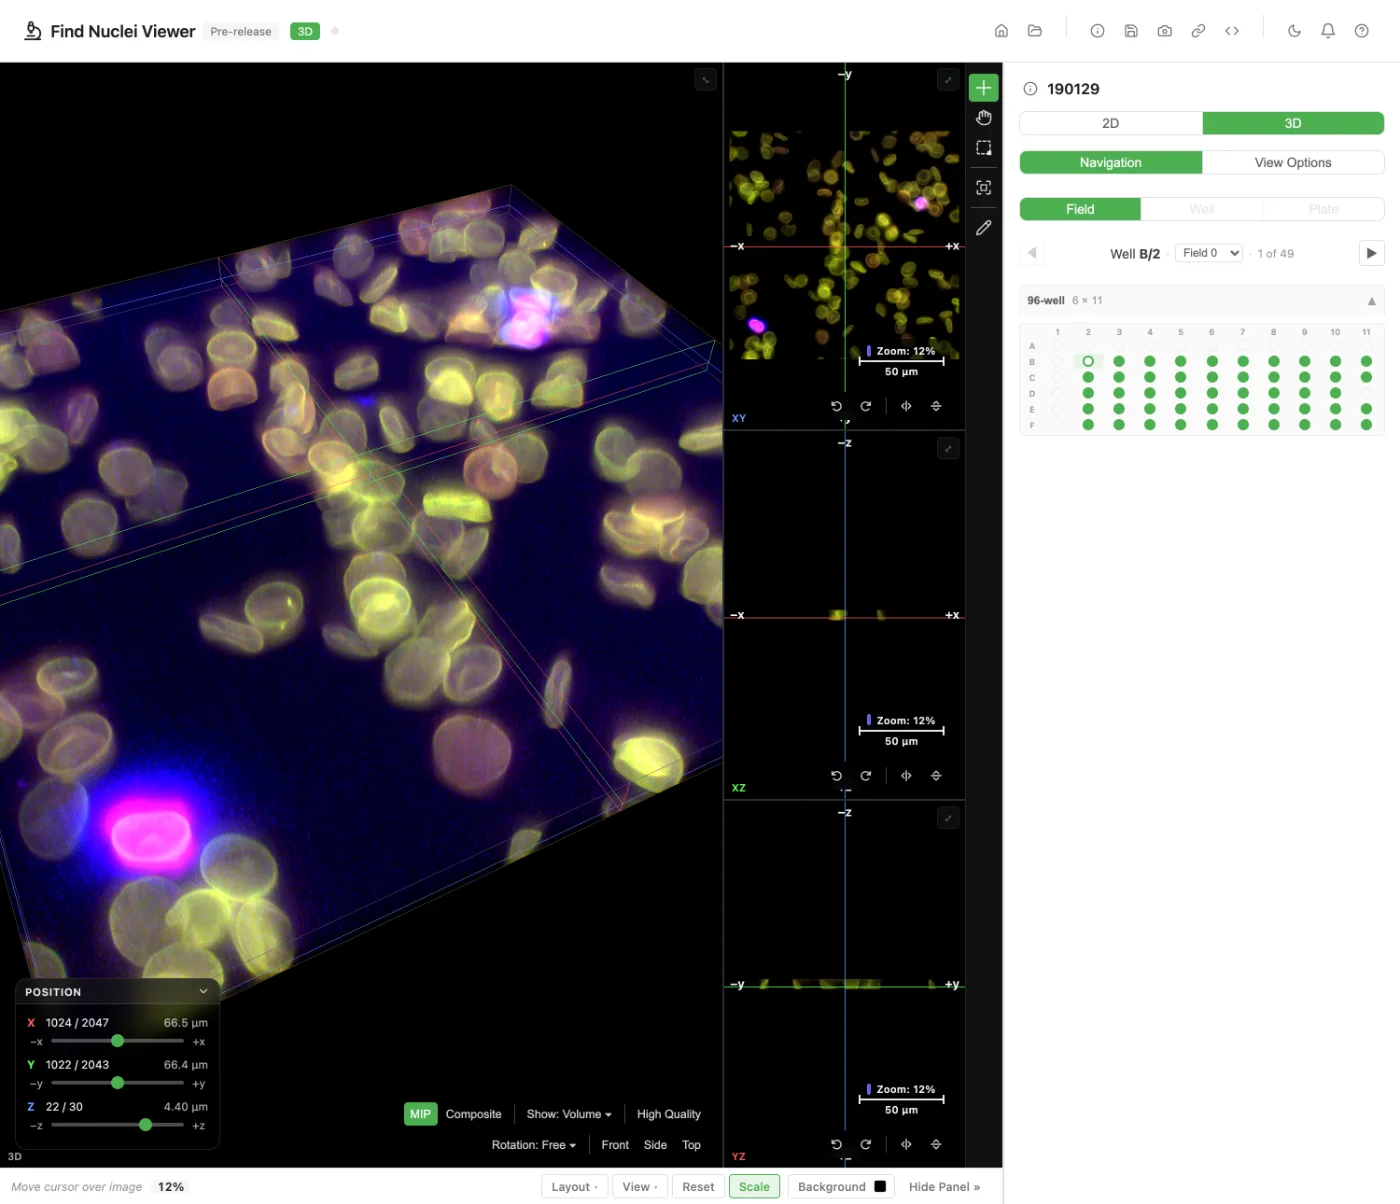 Find Nuclei Viewer Pre-release 3D
190129
2D 3D
Navigation View Options
Field Well Plate
Well B/2 · Field 0 · 1 of 49
96-well 6 × 11
1 2 3 4 5 6 7 8 9 10 11
A
B
C
D
E
F
−y
−x +x
Zoom: 12%
50 µm
XY
−z
−x +x
Zoom: 12%
50 µm
XZ
−z
−y +y
Zoom: 12%
50 µm
YZ
POSITION
X 1024 / 2047 66.5 µm
−x +x
Y 1022 / 2043 66.4 µm
−y +y
Z 22 / 30 4.40 µm
−z +z
3D
MIP Composite Show: Volume High Quality
Rotation: Free Front Side Top
Move cursor over image 12% Layout · View · Reset Scale Background Hide Panel »